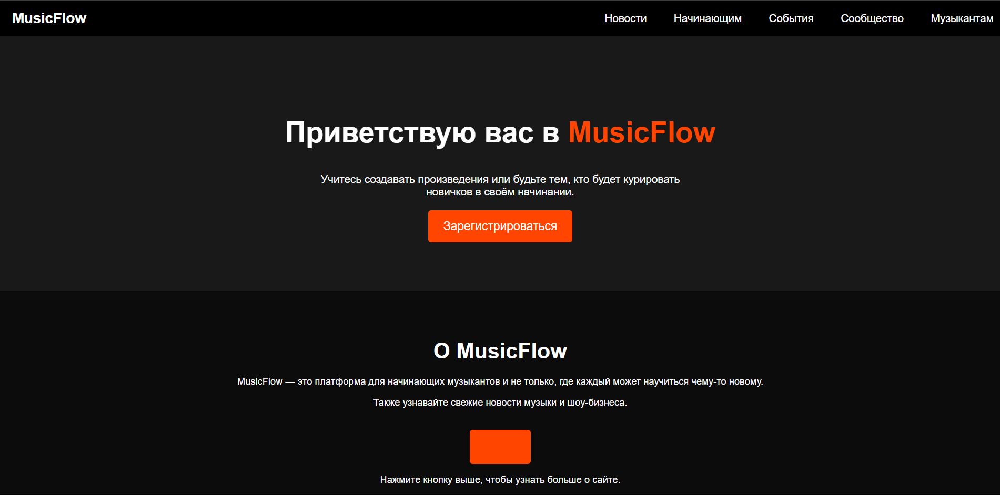 MusicFlow
Новости Начинающим События Сообщество Музыкантам
Приветствую вас в MusicFlow
Учитесь создавать произведения или будьте тем, кто будет курировать
новичков в своём начинании.
Зарегистрироваться
О MusicFlow
MusicFlow — это платформа для начинающих музыкантов и не только, где каждый может научиться чему-то новому.
Также узнавайте свежие новости музыки и шоу-бизнеса.
Нажмите кнопку выше, чтобы узнать больше о сайте.